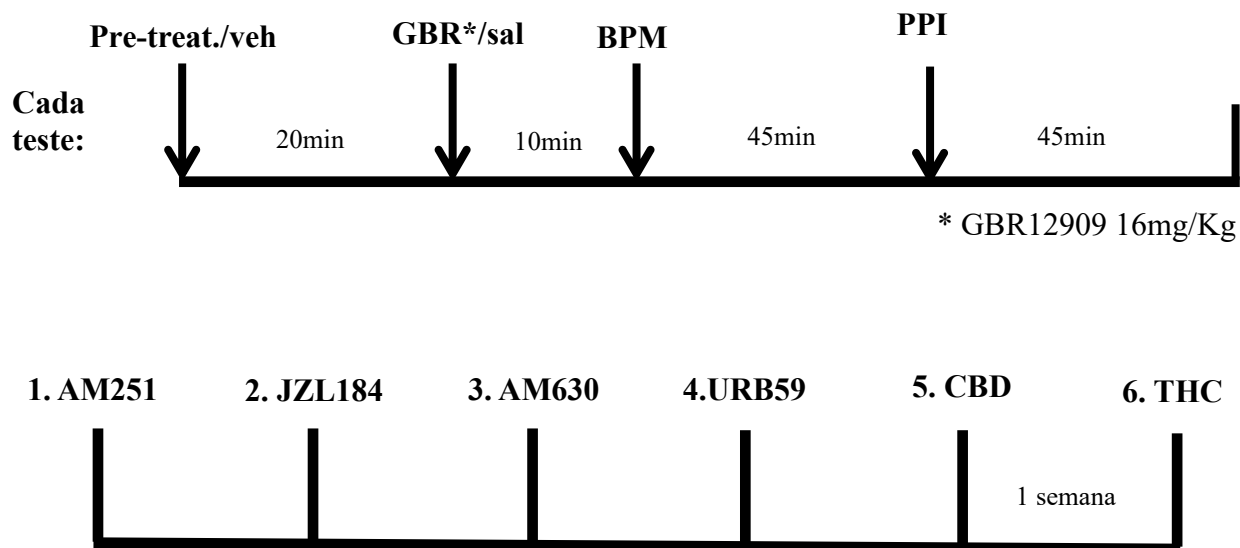 Pre-treat./veh GBR*/sal BPM PPI
Cada
teste:
20min 10min 45min 45min
* GBR12909 16mg/Kg
1. AM251 2. JZL184 3. AM630 4.URB59 5. CBD 6. THC
1 semana